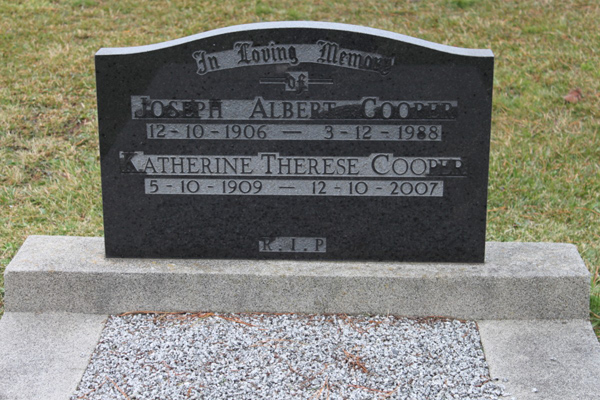 In Loving Memory
of
JOSEPH ALBERT COOPER
12-10-1906 — 3-12-1988
KATHERINE THERESE COOPER
5-10-1909 — 12-10-2007
R.I.P